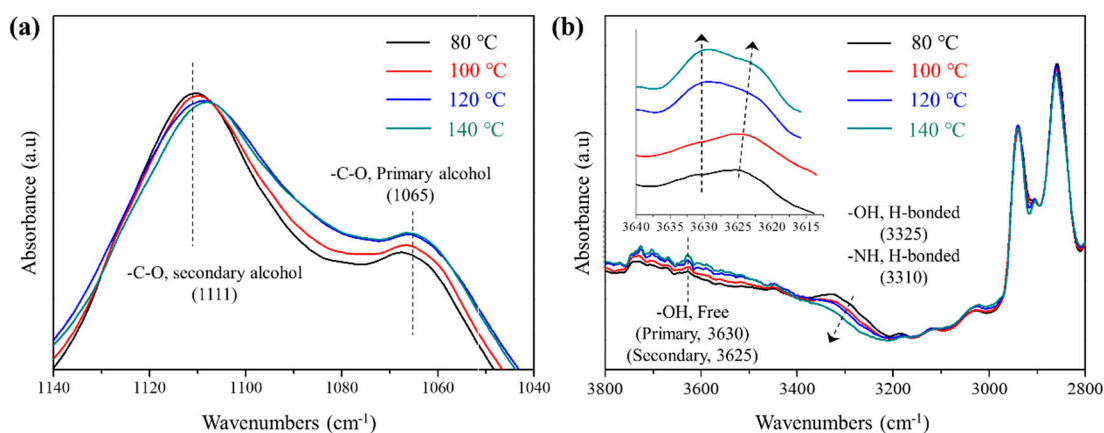 (a)
80 ℃
100 ℃
120 ℃
140 ℃
-C-O, Primary alcohol
(1065)
-C-O, secondary alcohol
(1111)
Absorbance (a.u)
1140 1120 1100 1080 1060 1040
Wavenumbers (cm-1)
(b)
80 ℃
100 ℃
120 ℃
140 ℃
3640 3635 3630 3625 3620 3615
-OH, H-bonded
(3325)
-NH, H-bonded
(3310)
-OH, Free
(Primary, 3630)
(Secondary, 3625)
Absorbance (a.u)
3800 3600 3400 3200 3000 2800
Wavenumbers (cm-1)